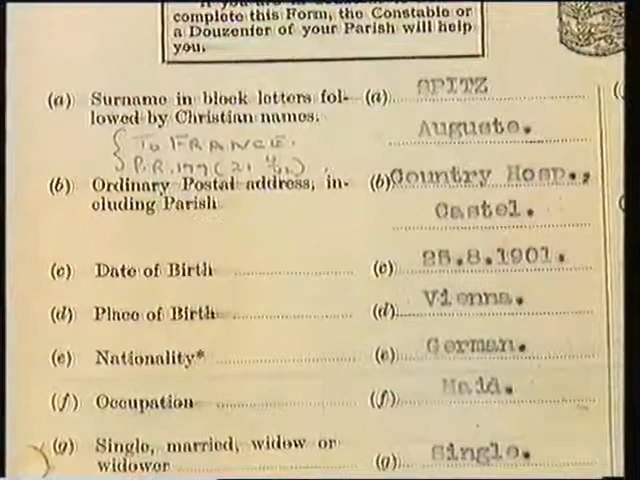 complete this Form, the Constable or
a Douzenier of your Parish will help
you.
(a) Surname in block letters fol- (a) SPITZ
lowed by Christian names. Auguste.
To FRANCE.
(b) Ordinary Postal address, in- (b) Country Hosp.,
cluding Parish Castel.
(c) Date of Birth (c) 25.8.1901.
(d) Place of Birth (d) Vienna.
(e) Nationality* (e) German.
(f) Occupation (f) Maid.
(g) Single, married, widow or
widower (g) Single.